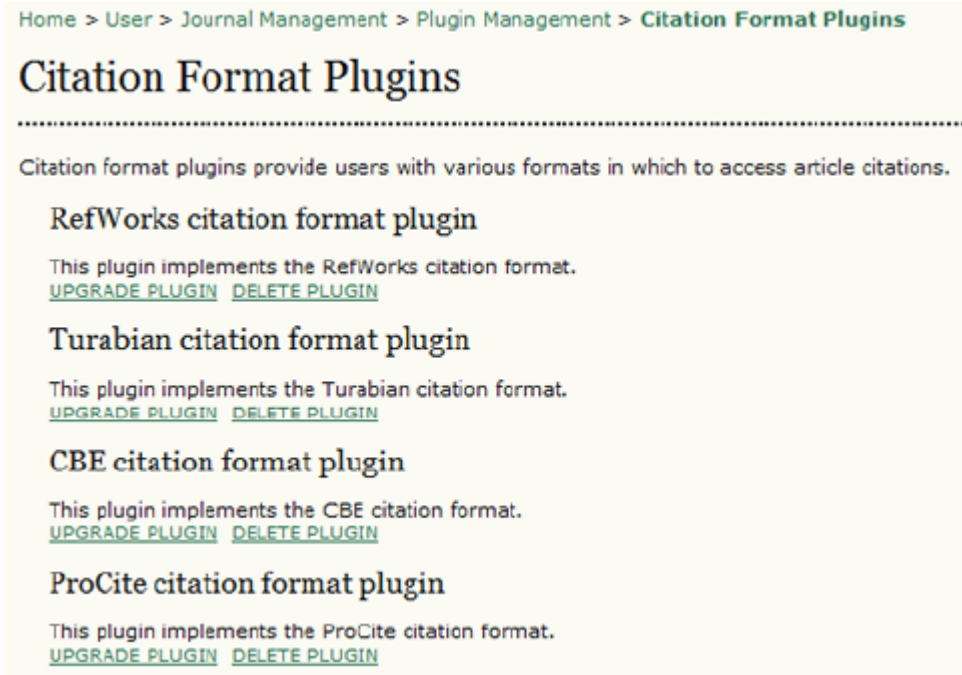 Home > User > Journal Management > Plugin Management > Citation Format Plugins
Citation Format Plugins
Citation format plugins provide users with various formats in which to access article citations.
RefWorks citation format plugin
This plugin implements the RefWorks citation format.
UPGRADE PLUGIN DELETE PLUGIN
Turabian citation format plugin
This plugin implements the Turabian citation format.
UPGRADE PLUGIN DELETE PLUGIN
CBE citation format plugin
This plugin implements the CBE citation format.
UPGRADE PLUGIN DELETE PLUGIN
ProCite citation format plugin
This plugin implements the ProCite citation format.
UPGRADE PLUGIN DELETE PLUGIN